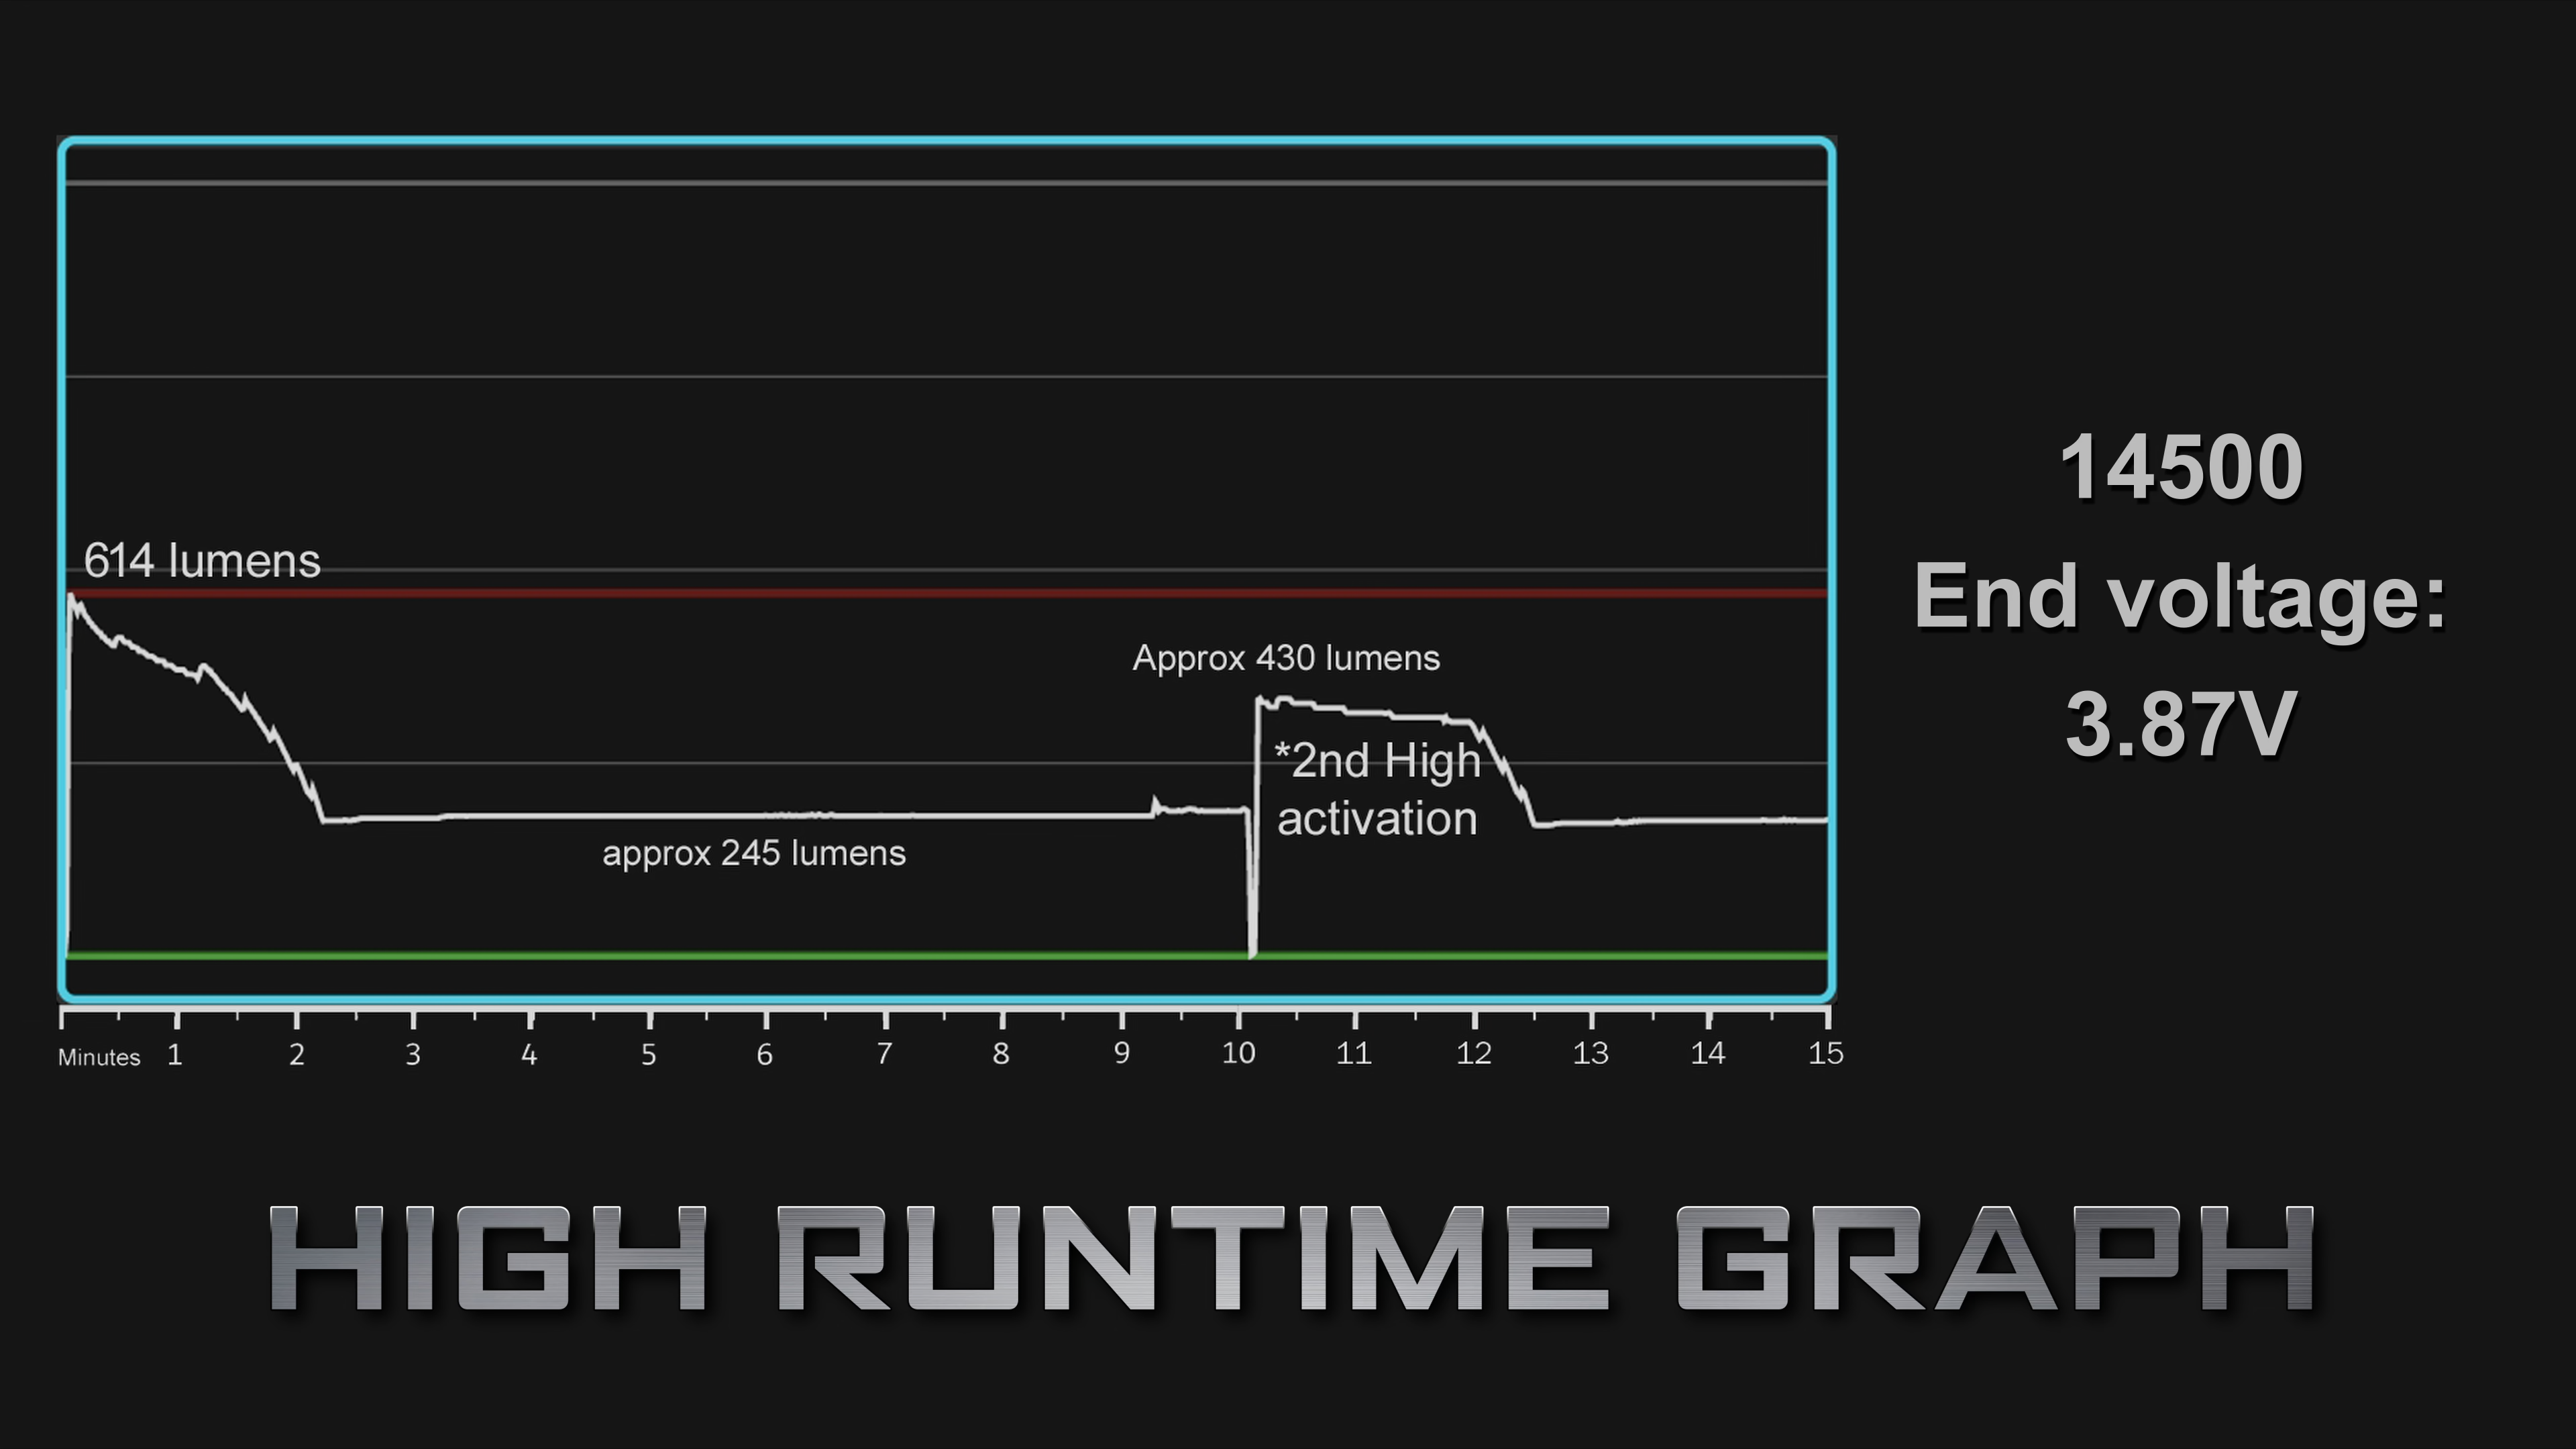 614 lumens
Approx 430 lumens
*2nd High
activation
approx 245 lumens
Minutes 1 2 3 4 5 6 7 8 9 10 11 12 13 14 15
14500
End voltage:
3.87V
HIGH RUNTIME GRAPH